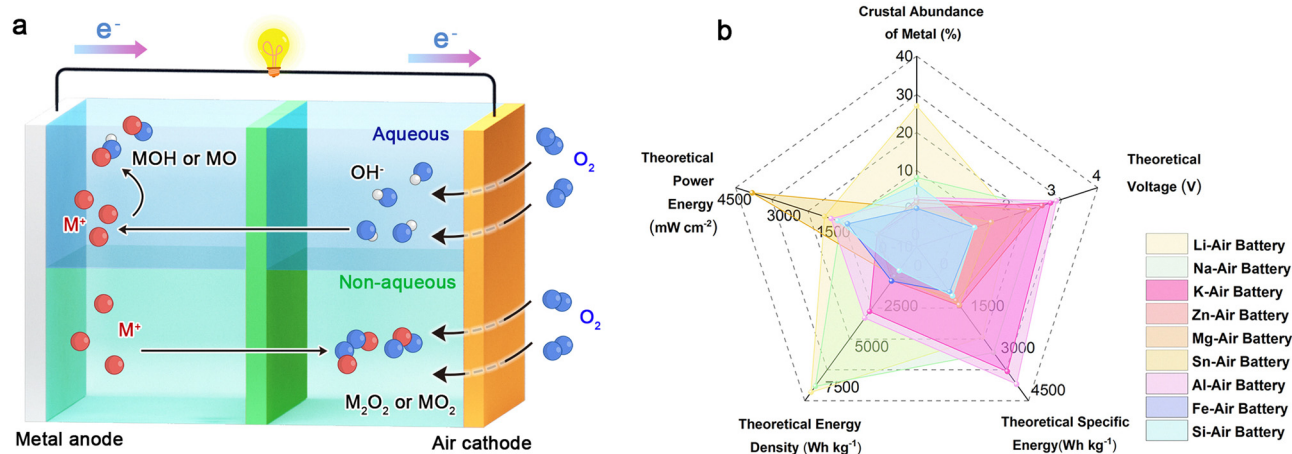 a
e⁻
e⁻
Aqueous
MOH or MO
OH⁻
O₂
M⁺
Non-aqueous
M⁺
O₂
M₂O₂ or MO₂
Metal anode
Air cathode
b
Crustal Abundance
of Metal (%)
40
30
20
10
0
Theoretical
Voltage (V)
4
3
2
Theoretical
Power
Energy
(mW cm⁻²)
4500
3000
1500
2500
5000
7500
1500
3000
4500
Theoretical Energy
Density (Wh kg⁻¹)
Theoretical Specific
Energy(Wh kg⁻¹)
Li-Air Battery
Na-Air Battery
K-Air Battery
Zn-Air Battery
Mg-Air Battery
Sn-Air Battery
Al-Air Battery
Fe-Air Battery
Si-Air Battery